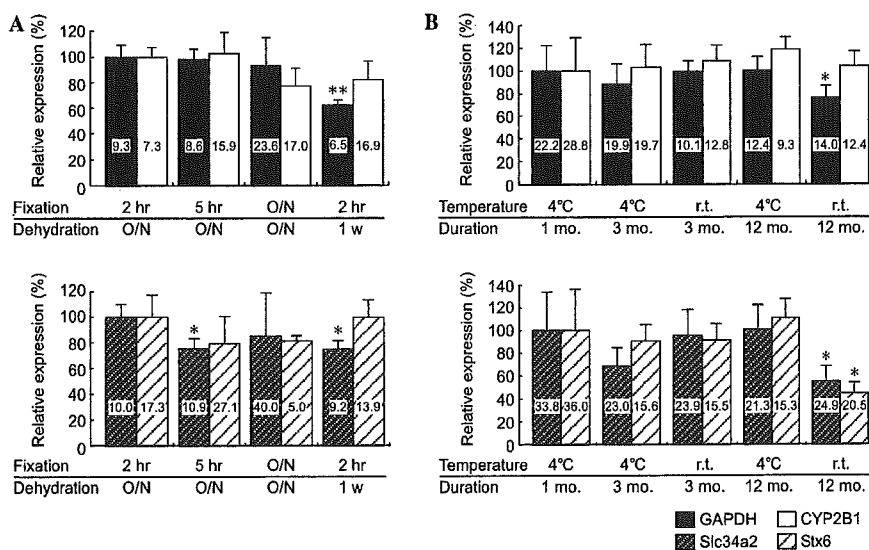 A
Relative expression (%)
120
100
80
60
40
20
0
**
9.3 7.3 8.6 15.9 23.6 17.0 6.5 16.9
Fixation 2 hr 5 hr O/N 2 hr
Dehydration O/N O/N O/N 1 w
B
Relative expression (%)
140
120
100
80
60
40
20
0
*
22.2 28.8 19.9 19.7 10.1 12.8 12.4 9.3 14.0 12.4
Temperature 4°C 4°C r.t. 4°C r.t.
Duration 1 mo. 3 mo. 3 mo. 12 mo. 12 mo.
Relative expression (%)
120
100
80
60
40
20
0
* *
10.0 17.3 10.9 27.1 40.0 5.0 9.2 13.9
Fixation 2 hr 5 hr O/N 2 hr
Dehydration O/N O/N O/N 1 w
Relative expression (%)
140
120
100
80
60
40
20
0
* *
33.8 36.0 23.0 15.6 23.9 15.5 21.3 15.3 24.9 20.5
Temperature 4°C 4°C r.t. 4°C r.t.
Duration 1 mo. 3 mo. 3 mo. 12 mo. 12 mo.
GAPDH CYP2B1
Slc34a2 Stx6